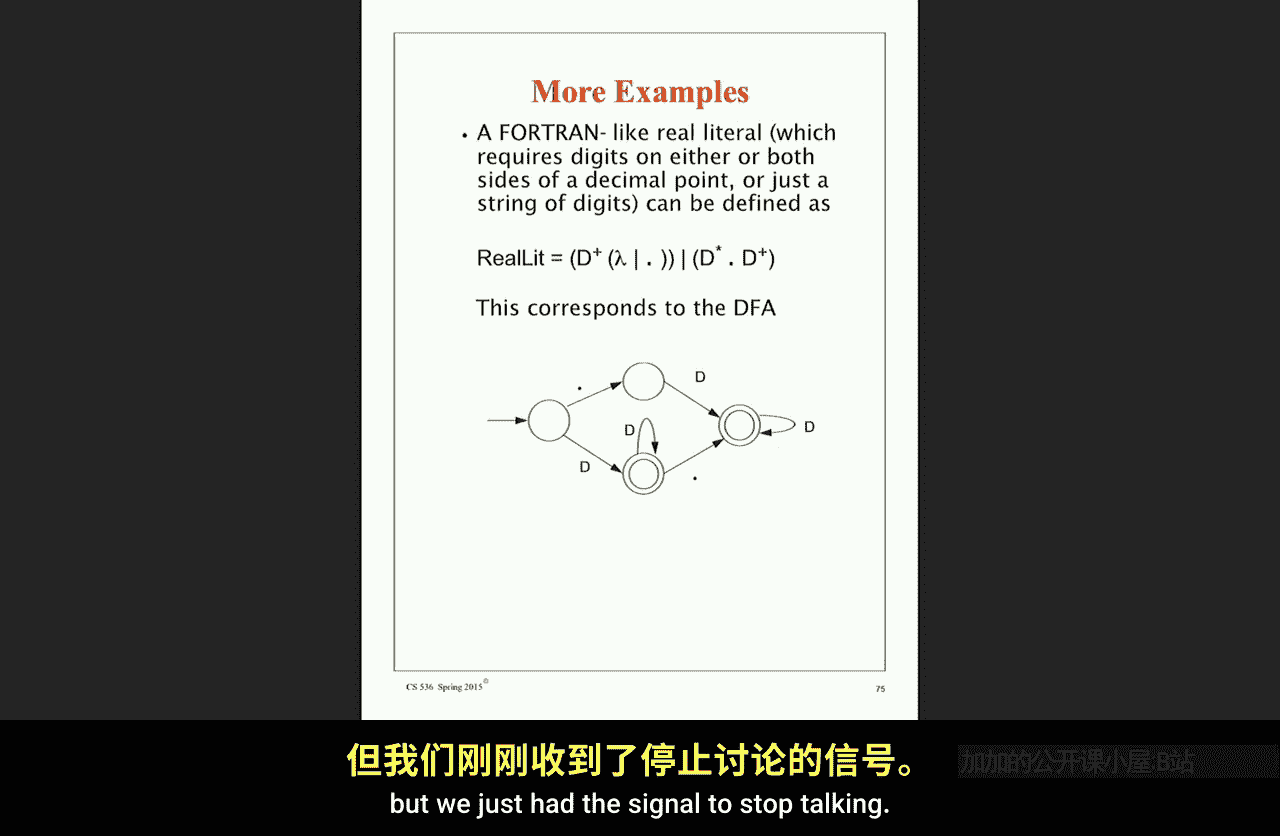 More Examples
• A FORTRAN- like real literal (which
requires digits on either or both
sides of a decimal point, or just a
string of digits) can be defined as
RealLit = (D⁺ (λ | . )) | (D* . D⁺)
This corresponds to the DFA
.
D
D
D
D
.
CS 536 Spring 2015©
75
但我们刚刚收到了停止讨论的信号。
加加的公开课小屋 B站
but we just had the signal to stop talking.